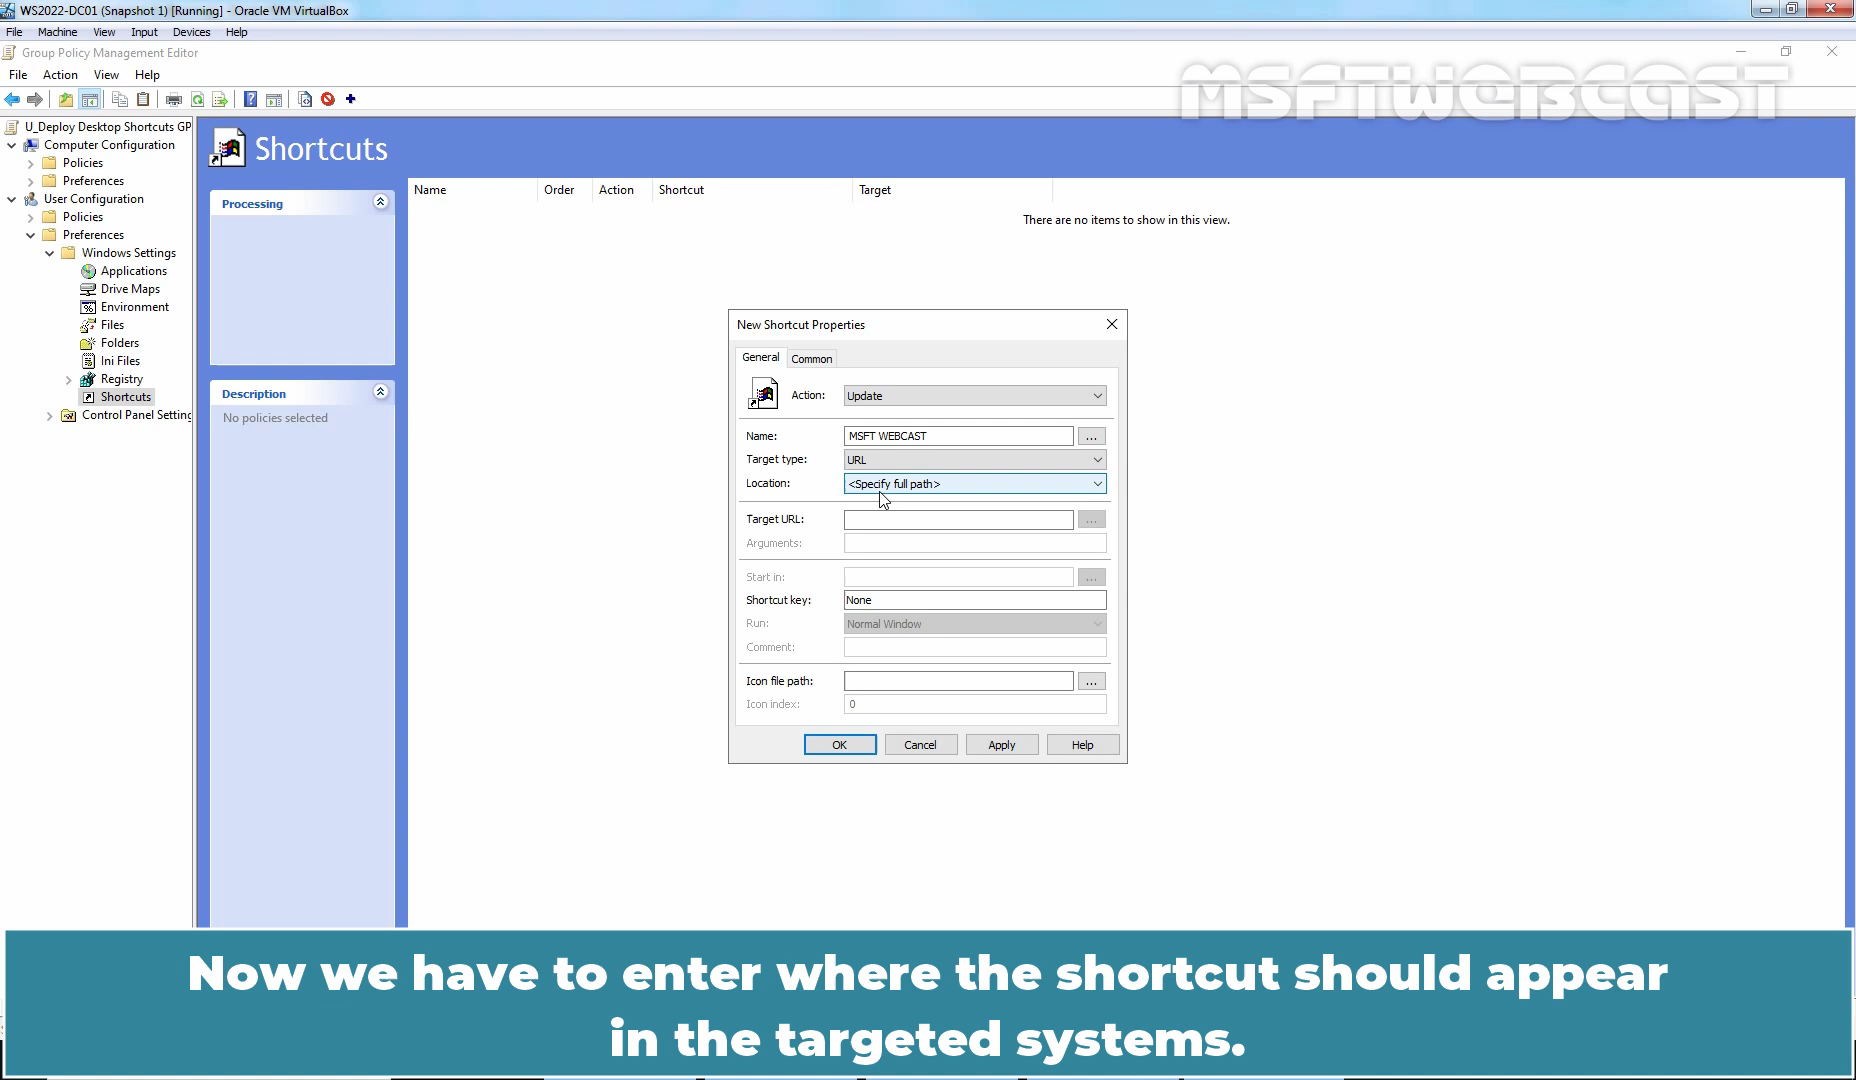 WS2022-DC01 (Snapshot 1) [Running] - Oracle VM VirtualBox
File Machine View Input Devices Help
Group Policy Management Editor
File Action View Help
MSFTWEBCAST
U_Deploy Desktop Shortcuts GP
Computer Configuration
Policies
Preferences
User Configuration
Policies
Preferences
Windows Settings
Applications
Drive Maps
Environment
Files
Folders
Ini Files
Registry
Shortcuts
Control Panel Setting
Shortcuts
Processing
Description
No policies selected
Name Order Action Shortcut Target
There are no items to show in this view.
New Shortcut Properties
General Common
Action: Update
Name: MSFT WEBCAST ...
Target type: URL
Location: <Specify full path>
Target URL: ...
Arguments:
Start in: ...
Shortcut key: None
Run: Normal Window
Comment:
Icon file path: ...
Icon index: 0
OK Cancel Apply Help
Now we have to enter where the shortcut should appear
in the targeted systems.